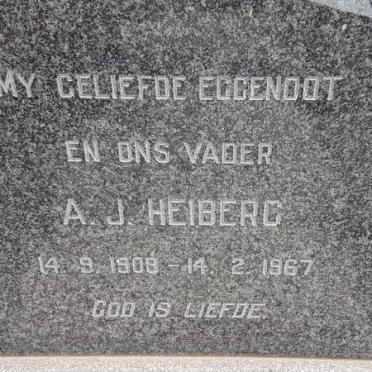 MY GELIEFDE EGGENOOT
EN ONS VADER
A. J. HEIBERG
14. 9. 1908 – 14. 2. 1967
GOD IS LIEFDE